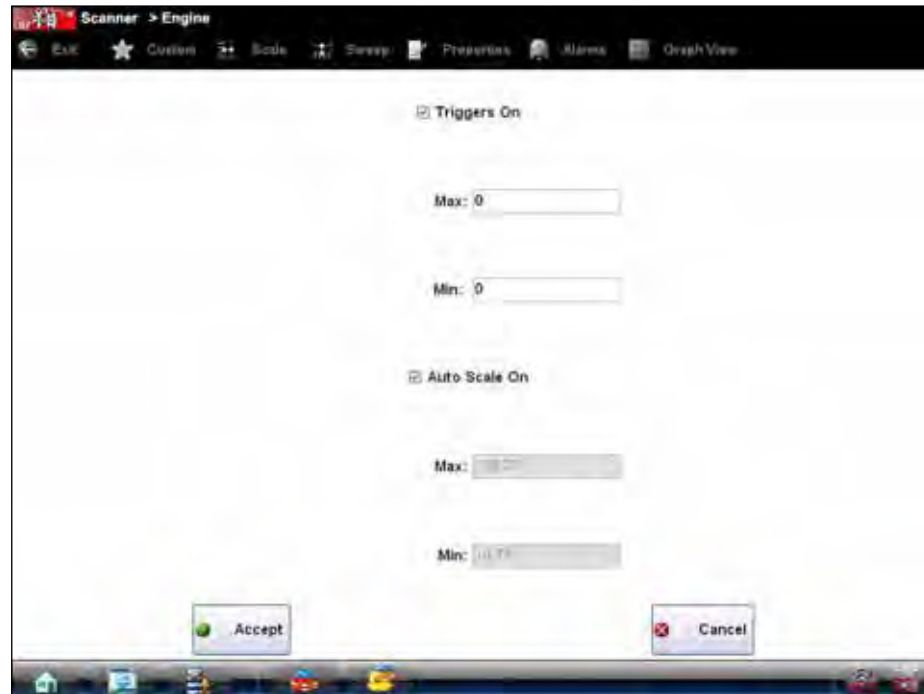 Scanner > Engine
Exit Custom Scale Sweep Properties Alarms Graph View
Triggers On
Max: 0
Min: 0
Auto Scale On
Max:
Min:
Accept Cancel